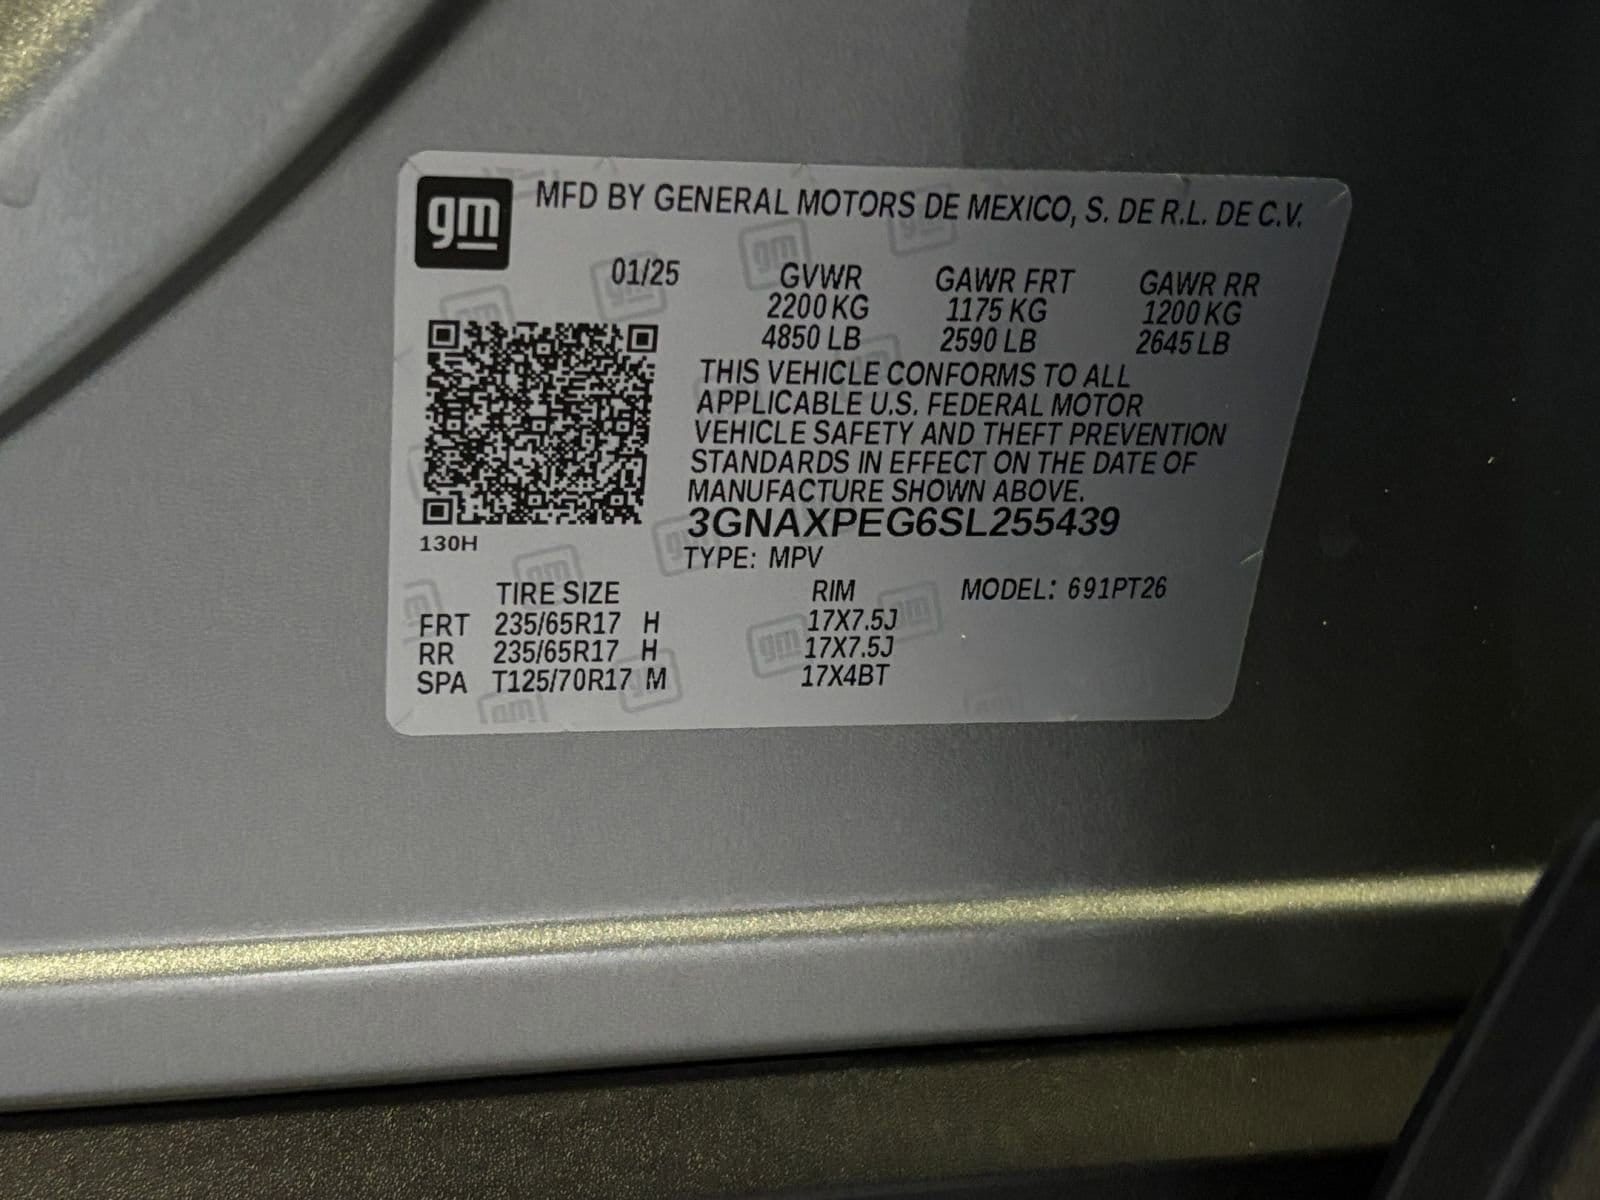 gm MFD BY GENERAL MOTORS DE MEXICO, S. DE R.L. DE C.V.
01/25 GVWR GAWR FRT GAWR RR
2200 KG 1175 KG 1200 KG
4850 LB 2590 LB 2645 LB
THIS VEHICLE CONFORMS TO ALL
APPLICABLE U.S. FEDERAL MOTOR
VEHICLE SAFETY AND THEFT PREVENTION
STANDARDS IN EFFECT ON THE DATE OF
MANUFACTURE SHOWN ABOVE.
3GNAXPEG6SL255439
130H
TYPE: MPV
TIRE SIZE RIM MODEL: 691PT26
FRT 235/65R17 H 17X7.5J
RR 235/65R17 H 17X7.5J
SPA T125/70R17 M 17X4BT